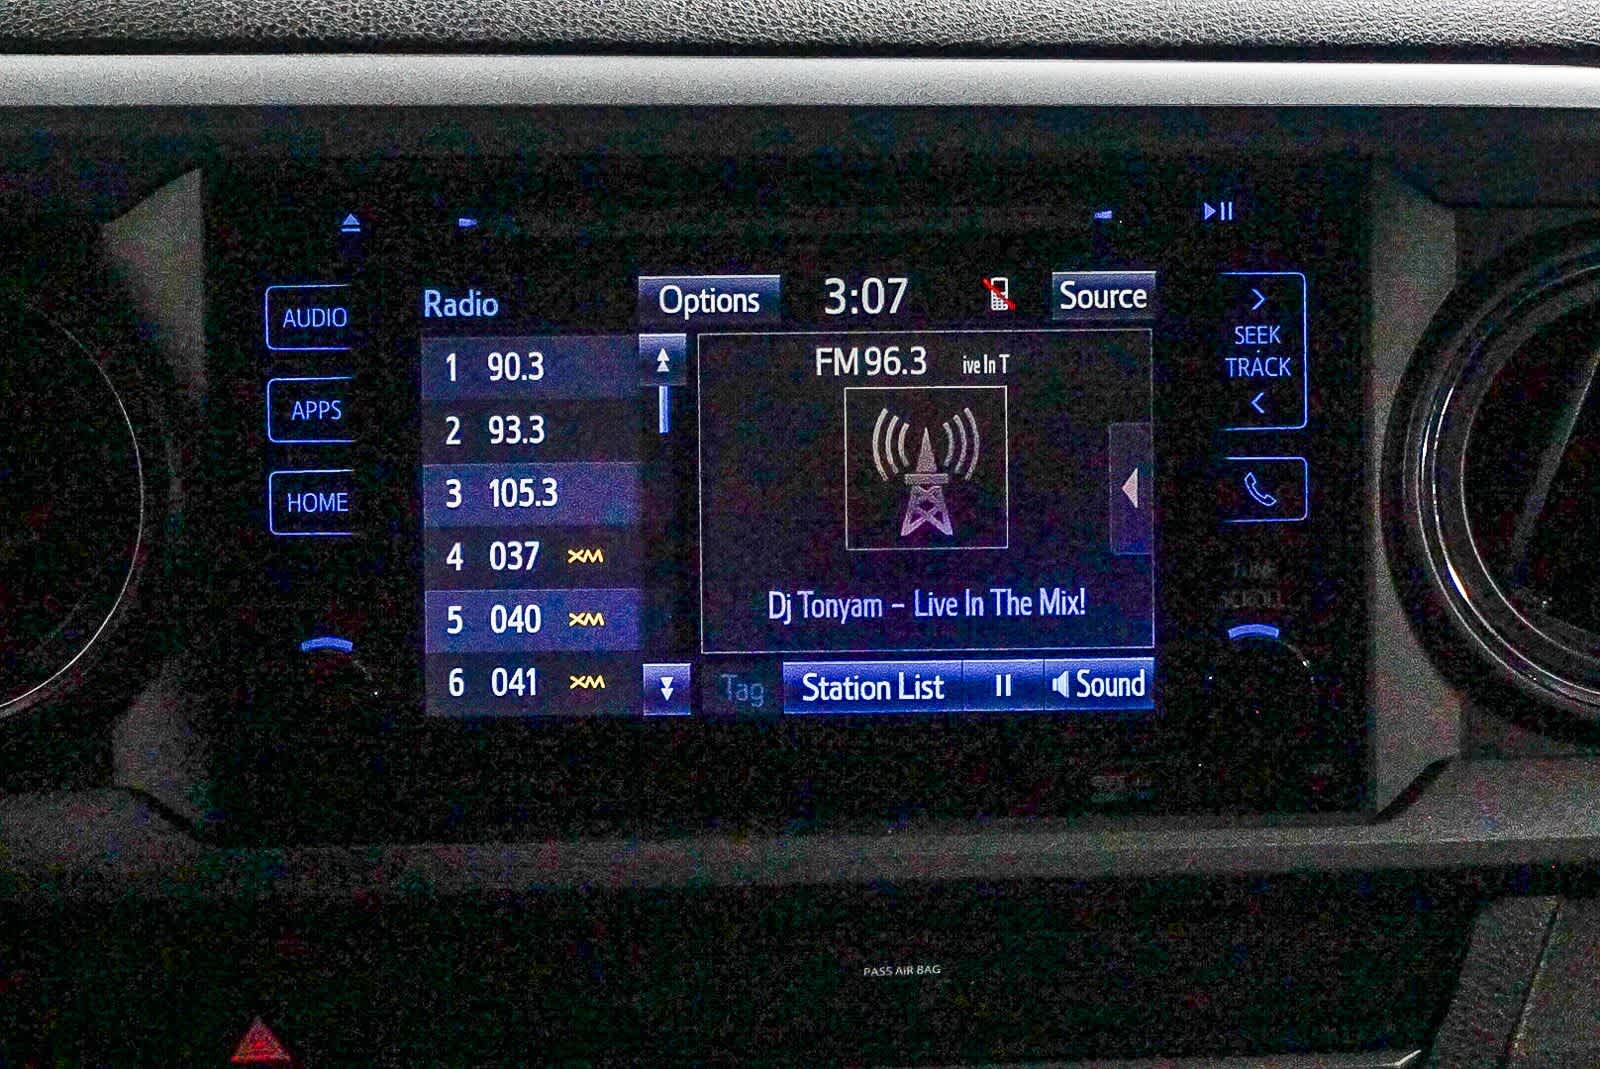 AUDIO
APPS
HOME
Radio
Options
3:07
Source
1 90.3
2 93.3
3 105.3
4 037 XM
5 040 XM
6 041 XM
FM 96.3 ive In T
Dj Tonyam - Live In The Mix!
Tag
Station List
Sound
SEEK
TRACK
TUNE
SCROLL
PASS AIR BAG